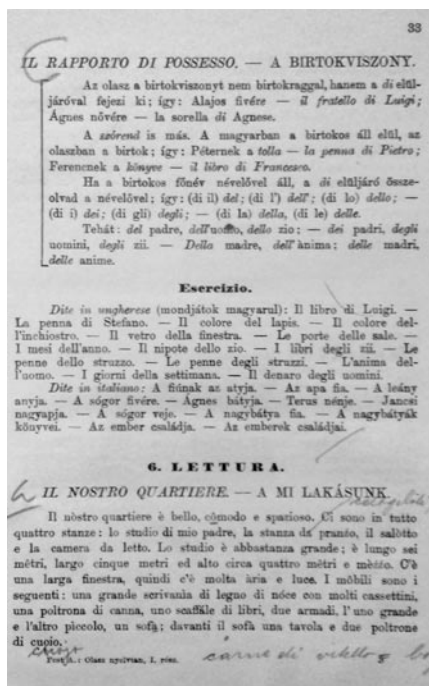 33
IL RAPPORTO DI POSSESSO. — A BIRTOKVISZONY.
Az olasz a birtokviszonyt nem birtokraggal, hanem a di elül-
járóval fejezi ki; így: Alajos fivére — il fratello di Luigi;
Ágnes nővére — la sorella di Agnese.
A szórend is más. A magyarban a birtokos áll elül, az
olaszban a birtok; így: Péternek a tolla — la penna di Pietro;
Ferencnek a könyve — il libro di Francesco.
Ha a birtokos főnév névelővel áll, a di elüljáró össze-
olvad a névelővel; így: (di il) del; (di l') dell'; (di lo) dello; —
(di i) dei; (di gli) degli; — (di la) della, (di le) delle.
Tehát: del padre, dell'uomo, dello zio; — dei padri, degli
uomini, degli zii. — Della madre, dell'ànima; delle madri,
delle anime.
Esercizio.
Dite in ungherese (mondjátok magyarul): Il libro di Luigi. —
La penna di Stefano. — Il colore del lapis. — Il colore del-
l'inchiostro. — Il vetro della finestra. — Le porte delle sale. —
I mesi dell'anno. — Il nipote dello zio. — I libri degli zii. — Le
penne dello struzzo. — Le penne degli struzzi. — L'anima del-
l'uomo. — I giorni della settimana. — Il denaro degli uomini.
Dite in italiano: A fiúnak az atyja. — Az apa fia. — A leány
anyja. — A sógor fivére. — Ágnes bátyja. — Terus nénje. — Jancsi
nagyapja. — A sógor veje. — A nagybátya fia. — A nagybátyák
könyvei. — Az ember családja. — Az emberek családjai.
6. LETTURA.
IL NOSTRO QUARTIERE. — A MI LAKÁSUNK.
Il nòstro quartiere è bello, còmodo e spazioso. Ci sono in tutto
quattro stanze: lo studio di mio padre, la stanza da pranzo, il salòtto
e la camera da letto. Lo studio è abbastanza grande; è lungo sei
mètri, largo cinque metri ed alto circa quattro mètri e mèzzo. C'è
una larga finestra, quindi c'è molta ària e luce. I mòbili sono i
seguenti: una grande scrivania di legno di nóce con molti cassettini,
una poltrona di canna, uno scaffàle di libri, due armadi, l'uno grande
e l'altro piccolo, un sofà; davanti il sofà una tavola e due poltrone
di cuoio.
cuojo
carne di vitello